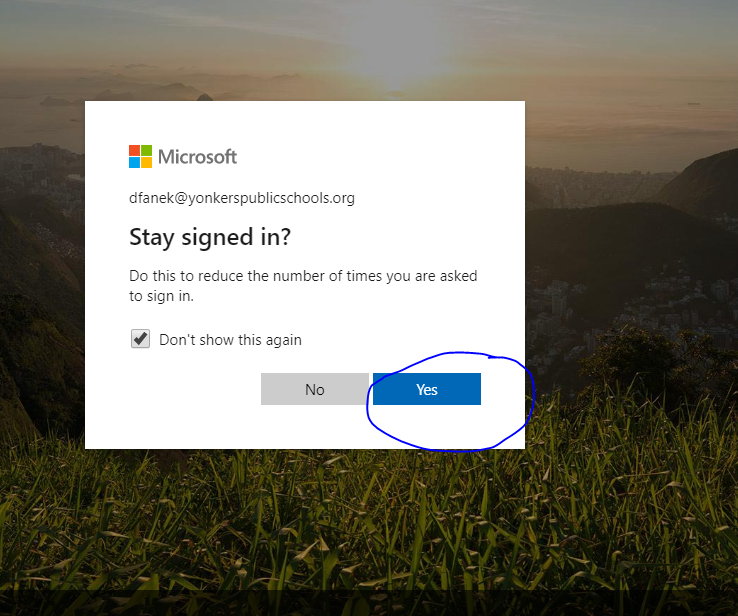 Microsoft
dfanek@yonkerspublicschools.org
Stay signed in?
Do this to reduce the number of times you are asked
to sign in.
Don't show this again
No Yes